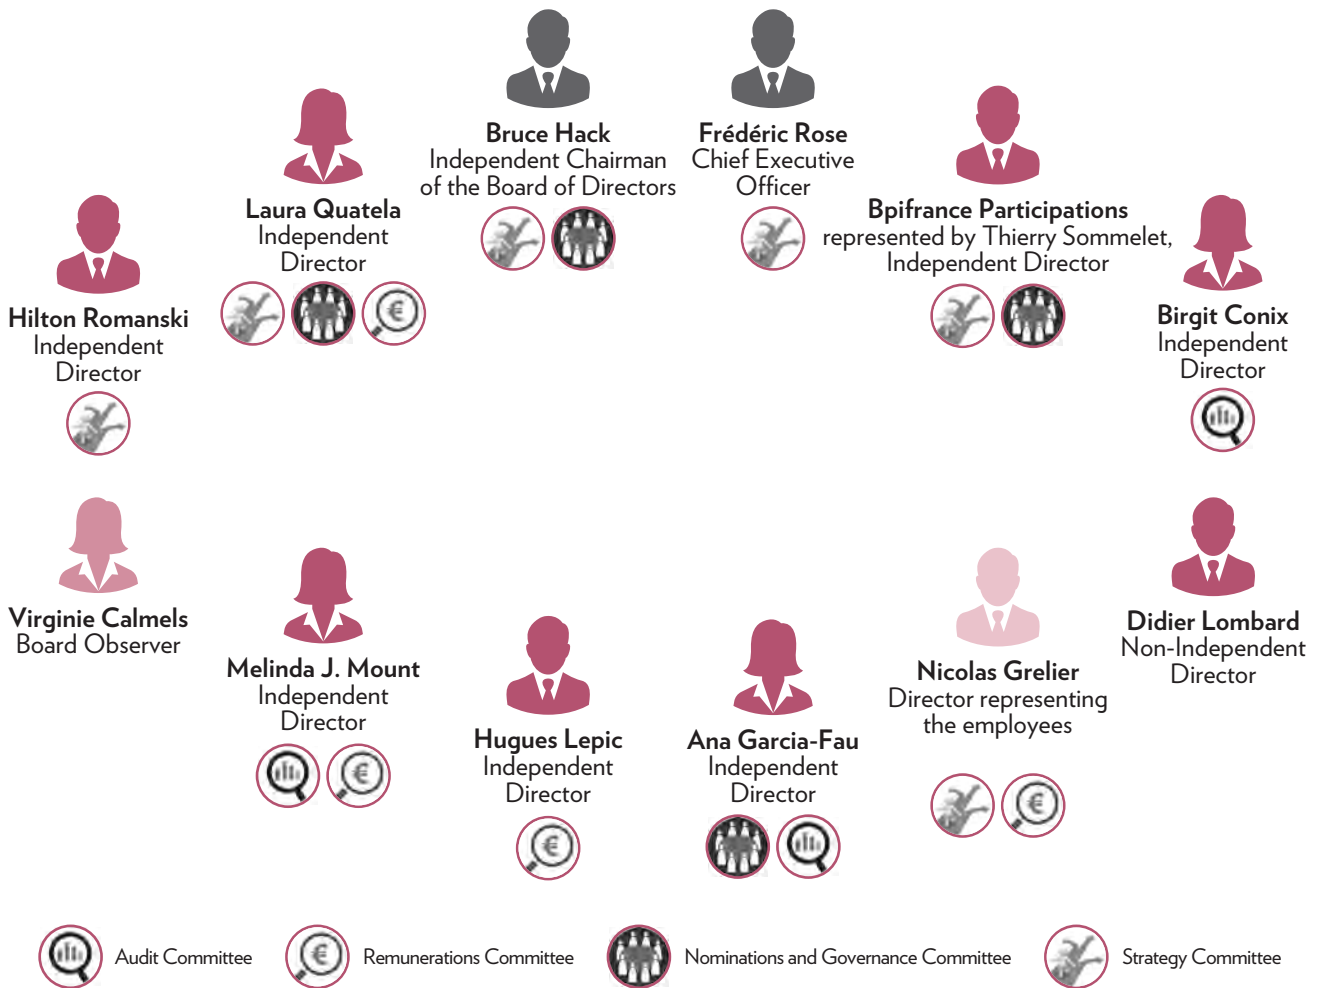 Bruce Hack
Independent Chairman
of the Board of Directors
Frédéric Rose
Chief Executive
Officer
Laura Quatela
Independent
Director
Bpifrance Participations
represented by Thierry Sommelet,
Independent Director
Hilton Romanski
Independent
Director
Birgit Conix
Independent
Director
Virginie Calmels
Board Observer
Melinda J. Mount
Independent
Director
Hugues Lepic
Independent
Director
Ana Garcia-Fau
Independent
Director
Nicolas Grelier
Director representing
the employees
Didier Lombard
Non-Independent
Director
Audit Committee
Remunerations Committee
Nominations and Governance Committee
Strategy Committee